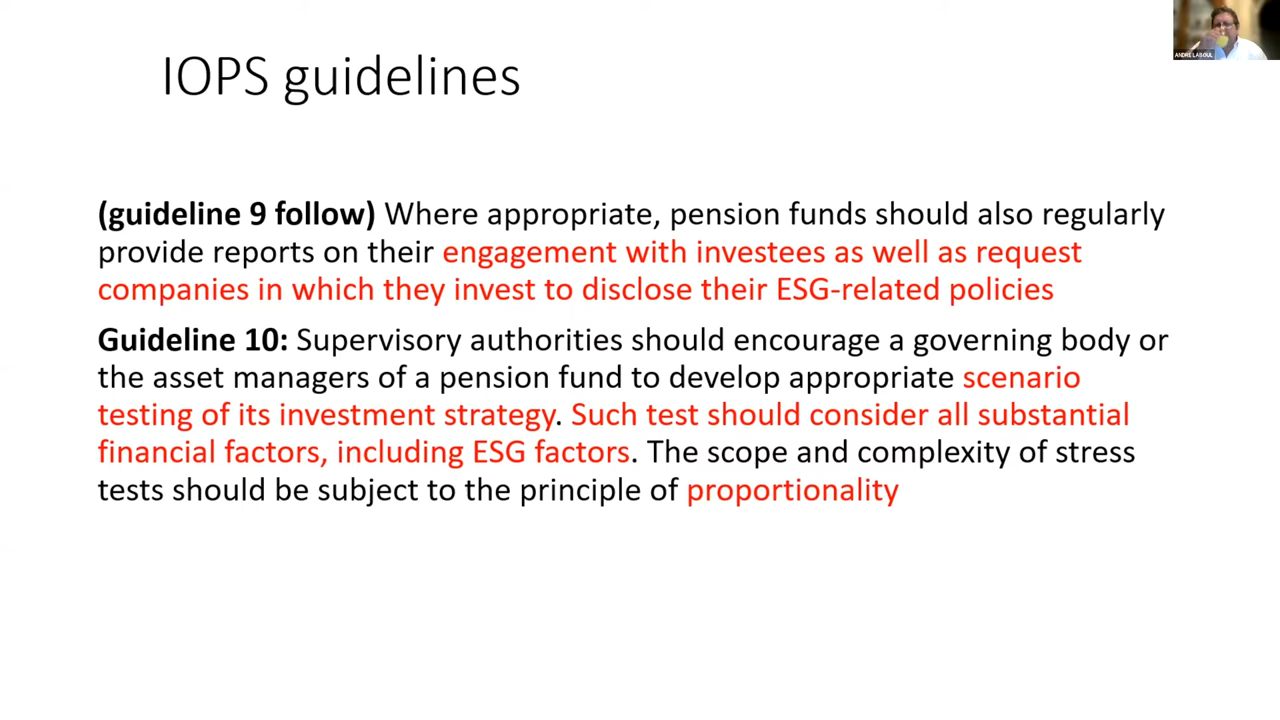 IOPS guidelines
ANDRE LABOUL
(guideline 9 follow) Where appropriate, pension funds should also regularly
provide reports on their engagement with investees as well as request
companies in which they invest to disclose their ESG-related policies
Guideline 10: Supervisory authorities should encourage a governing body or
the asset managers of a pension fund to develop appropriate scenario
testing of its investment strategy. Such test should consider all substantial
financial factors, including ESG factors. The scope and complexity of stress
tests should be subject to the principle of proportionality